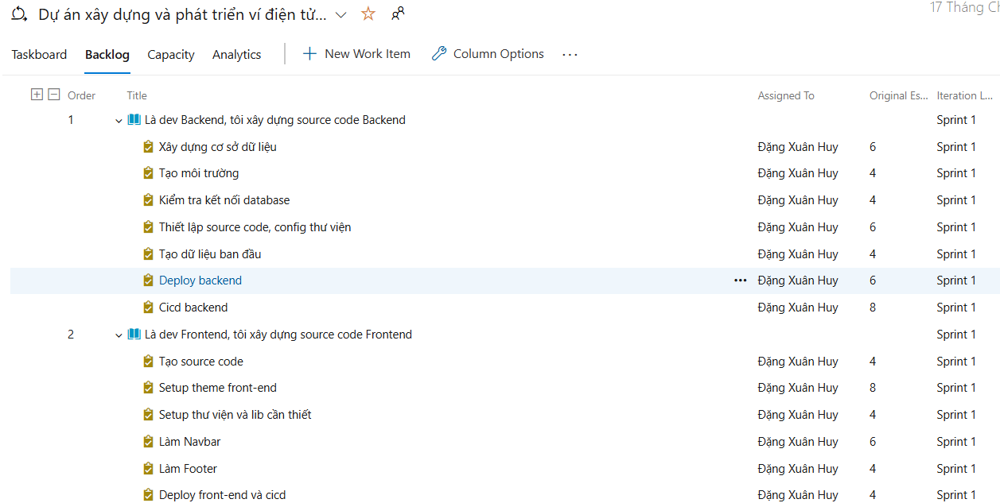 Dự án xây dựng và phát triển ví điện tử...
17 Tháng
Taskboard Backlog Capacity Analytics New Work Item Column Options ...
Order Title Assigned To Original Es... Iteration L...
1 Là dev Backend, tôi xây dựng source code Backend Sprint 1
Xây dựng cơ sở dữ liệu Đặng Xuân Huy 6 Sprint 1
Tạo môi trường Đặng Xuân Huy 4 Sprint 1
Kiểm tra kết nối database Đặng Xuân Huy 4 Sprint 1
Thiết lập source code, config thư viện Đặng Xuân Huy 6 Sprint 1
Tạo dữ liệu ban đầu Đặng Xuân Huy 4 Sprint 1
Deploy backend ... Đặng Xuân Huy 6 Sprint 1
Cicd backend Đặng Xuân Huy 8 Sprint 1
2 Là dev Frontend, tôi xây dựng source code Frontend Sprint 1
Tạo source code Đặng Xuân Huy 4 Sprint 1
Setup theme front-end Đặng Xuân Huy 8 Sprint 1
Setup thư viện và lib cần thiết Đặng Xuân Huy 4 Sprint 1
Làm Navbar Đặng Xuân Huy 6 Sprint 1
Làm Footer Đặng Xuân Huy 4 Sprint 1
Deploy front-end và cicd Đặng Xuân Huy 4 Sprint 1